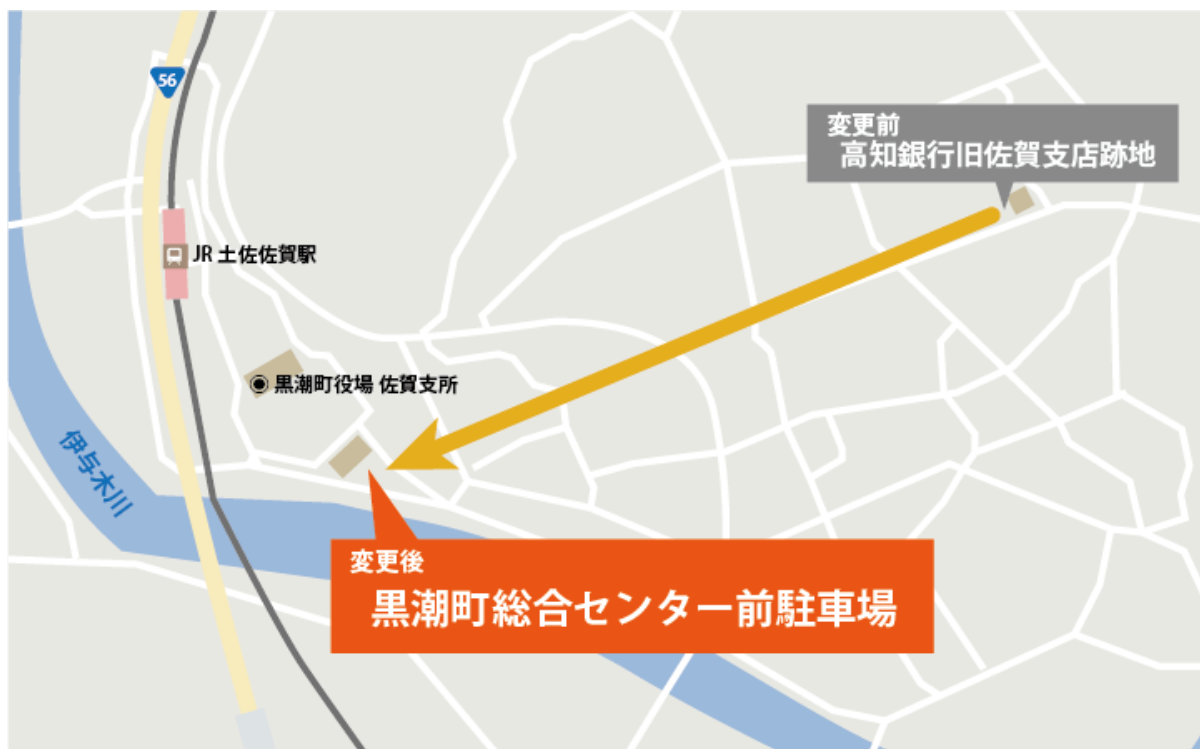 56
変更前
高知銀行旧佐賀支店跡地
JR 土佐佐賀駅
黒潮町役場 佐賀支所
伊与木川
変更後
黒潮町総合センター前駐車場